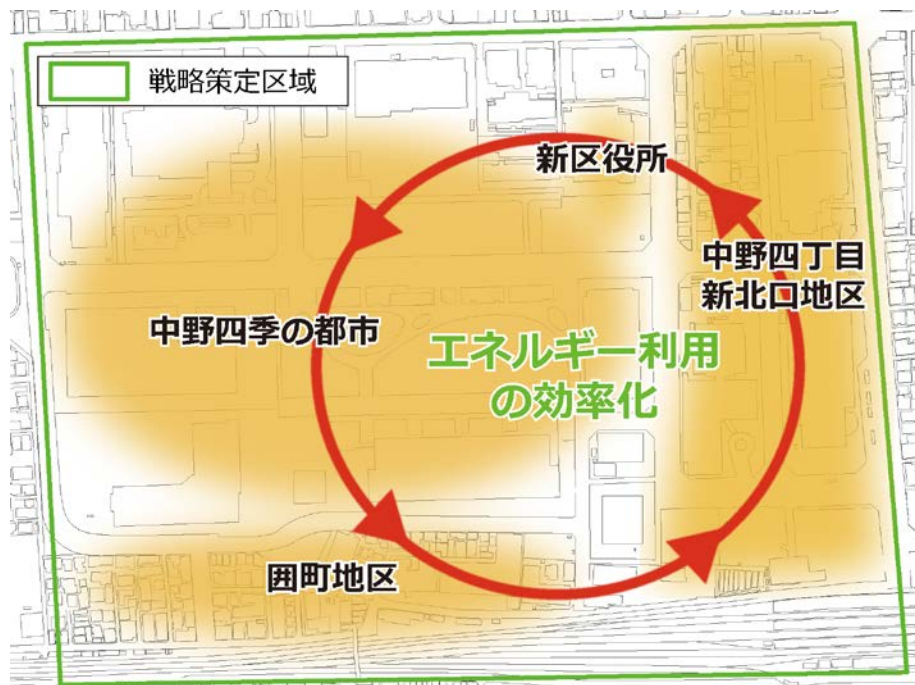 戦略策定区域
新区役所
中野四丁目
新北口地区
中野四季の都市
エネルギー利用
の効率化
囲町地区